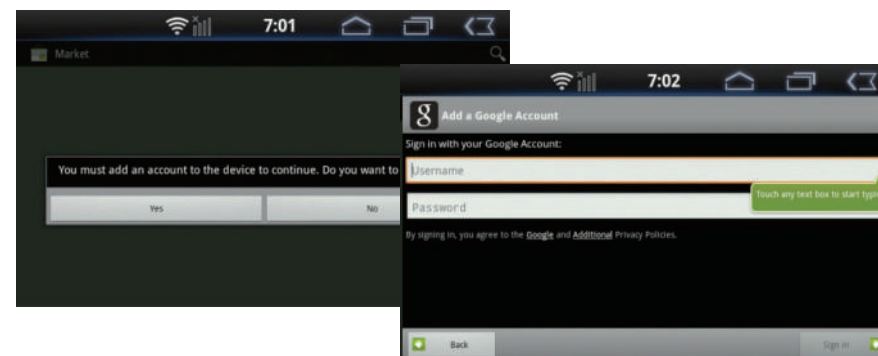 7:01
Market
You must add an account to the device to continue. Do you want to
Yes
No
7:02
g Add a Google Account
Sign in with your Google Account:
Username
Touch any text box to start typin
Password
By signing in, you agree to the Google and Additional Privacy Policies.
Back
Sign in